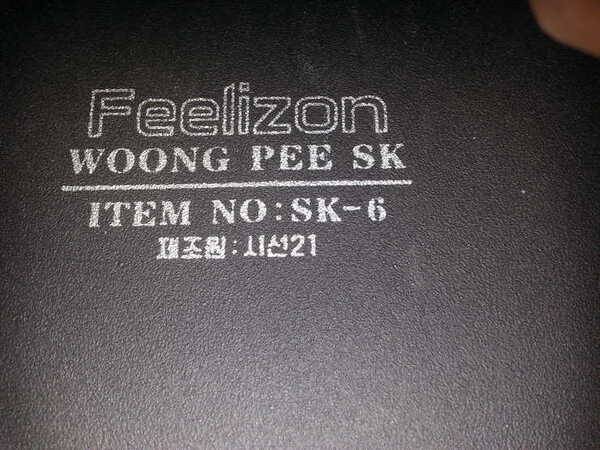 Feelizon
WOONG PEE SK
ITEM NO:SK-6
제조원:시선21